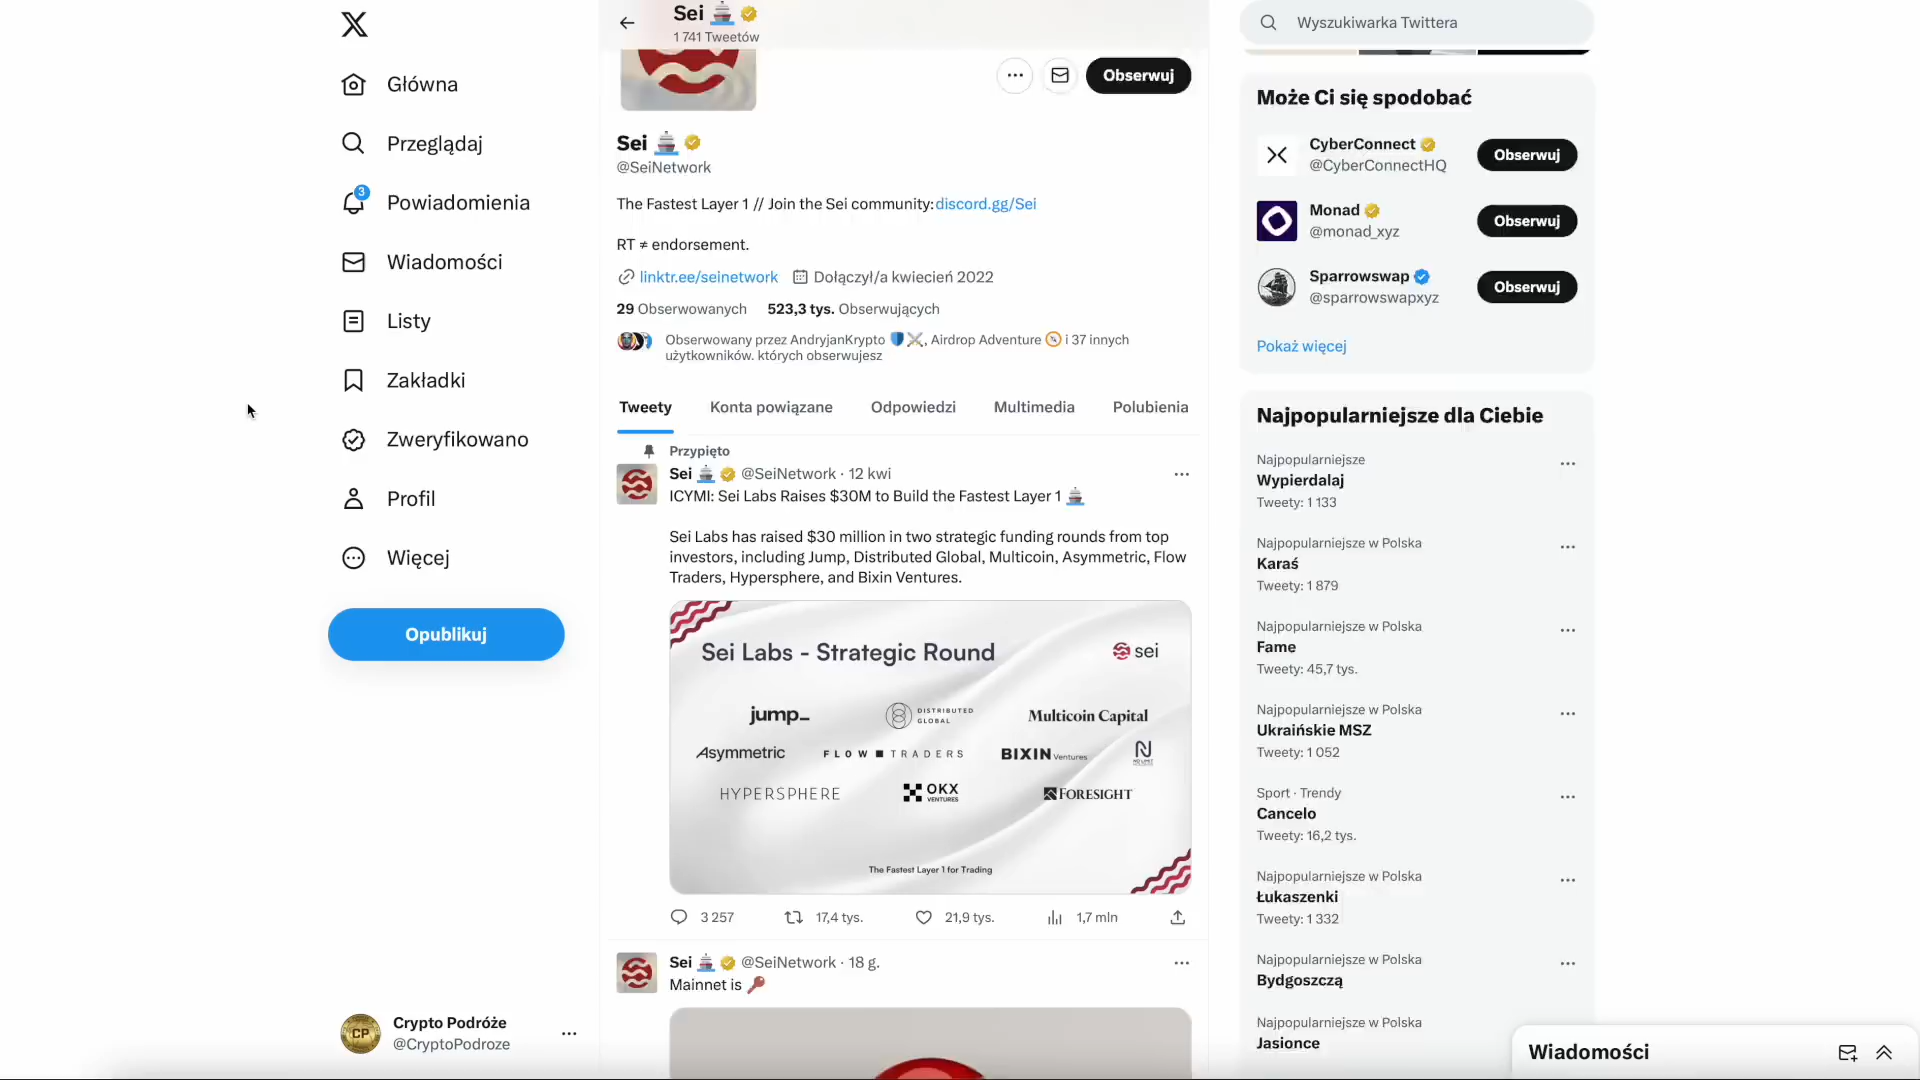 Główna
Przeglądaj
3
Powiadomienia
Wiadomości
Listy
Zakładki
Zweryfikowano
Profil
Więcej
Opublikuj
CP
Crypto Podróże
@CryptoPodroze
Sei
1 741 Tweetów
Obserwuj
Sei
@SeiNetwork
The Fastest Layer 1 // Join the Sei community:discord.gg/Sei
RT ≠ endorsement.
linktr.ee/seinetwork Dołączył/a kwiecień 2022
29 Obserwowanych 523,3 tys. Obserwujących
Obserwowany przez AndryjanKrypto 🛡️⚔️, Airdrop Adventure 🧭 i 37 innych
użytkowników. których obserwujesz
Tweety Konta powiązane Odpowiedzi Multimedia Polubienia
Przypięto
Sei 🚢 @SeiNetwork · 12 kwi
ICYMI: Sei Labs Raises $30M to Build the Fastest Layer 1 🚢
Sei Labs has raised $30 million in two strategic funding rounds from top
investors, including Jump, Distributed Global, Multicoin, Asymmetric, Flow
Traders, Hypersphere, and Bixin Ventures.
Sei Labs - Strategic Round
sei
jump_
DISTRIBUTED
GLOBAL
Multicoin Capital
Asymmetric
FLOW TRADERS
BIXIN Ventures
HYPERSPHERE
OKX
VENTURES
FORESIGHT
The Fastest Layer 1 for Trading
3 257 17,4 tys. 21,9 tys. 1,7 mln
Sei 🚢 @SeiNetwork · 18 g.
Mainnet is 🔑
Wyszukiwarka Twittera
Może Ci się spodobać
CyberConnect
@CyberConnectHQ
Obserwuj
Monad
@monad_xyz
Obserwuj
Sparrowswap
@sparrowswapxyz
Obserwuj
Pokaż więcej
Najpopularniejsze dla Ciebie
Najpopularniejsze
Wypierdalaj
Tweety: 1 133
Najpopularniejsze w Polska
Karaś
Tweety: 1 879
Najpopularniejsze w Polska
Fame
Tweety: 45,7 tys.
Najpopularniejsze w Polska
Ukraińskie MSZ
Tweety: 1 052
Sport · Trendy
Cancelo
Tweety: 16,2 tys.
Najpopularniejsze w Polska
Łukaszenki
Tweety: 1 332
Najpopularniejsze w Polska
Bydgoszczą
Najpopularniejsze w Polska
Jasionce
Wiadomości